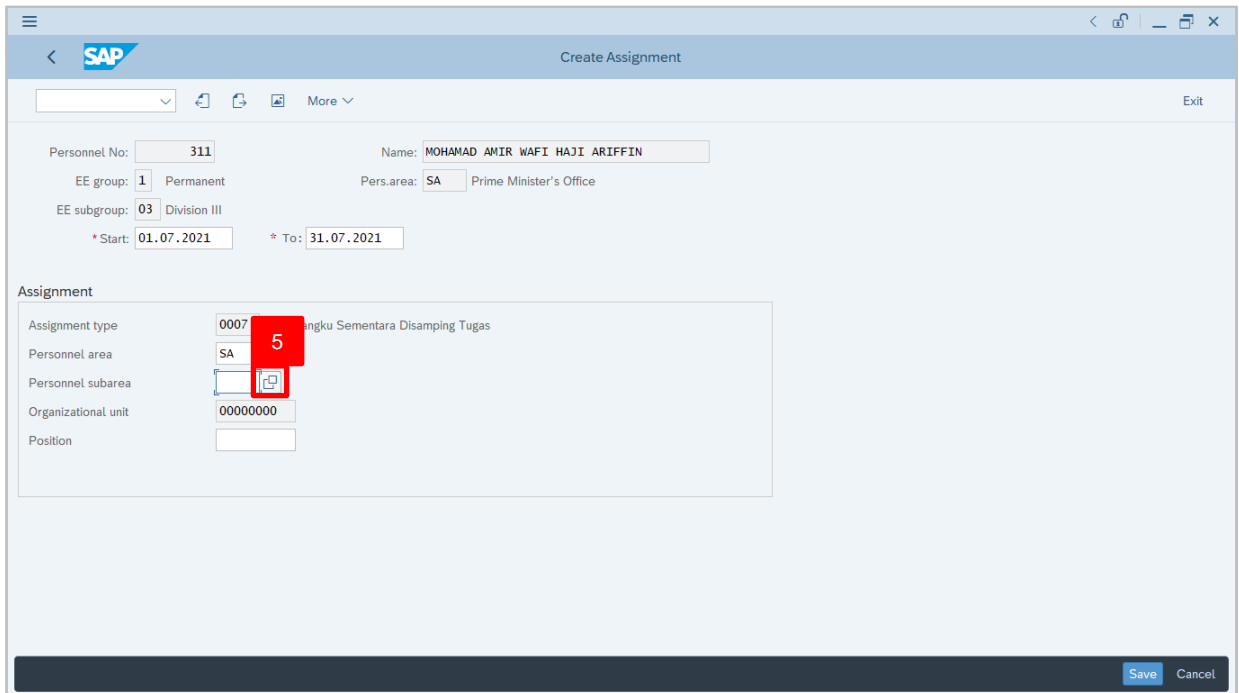 SAP
Create Assignment
More
Exit
Personnel No: 311 Name: MOHAMAD AMIR WAFI HAJI ARIFFIN
EE group: 1 Permanent Pers.area: SA Prime Minister's Office
EE subgroup: 03 Division III
* Start: 01.07.2021 * To: 31.07.2021
Assignment
Assignment type 0007 Sementara Disamping Tugas
5
Personnel area SA
Personnel subarea
Organizational unit 00000000
Position
Save Cancel